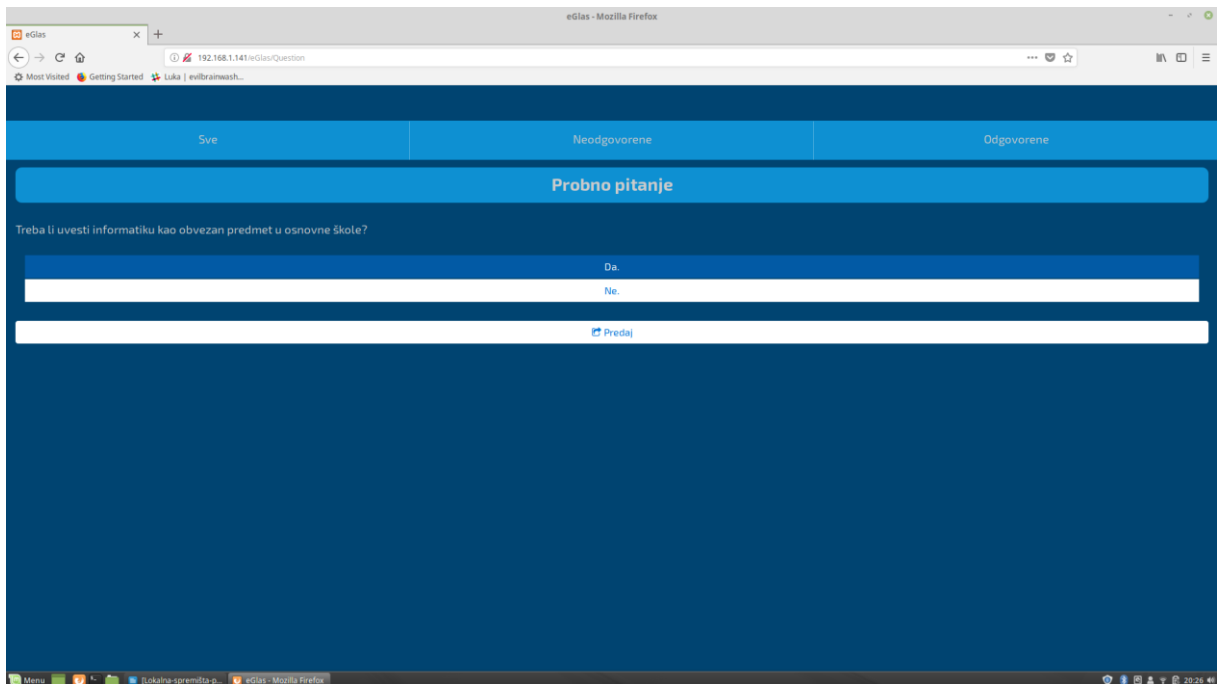 eGlas - Mozilla Firefox
eGlas
192.168.1.141/eGlas/Question
Most Visited Getting Started Luka | evilbrainwash...
Sve Neodgovorene Odgovorene
Probno pitanje
Treba li uvesti informatiku kao obvezan predmet u osnovne škole?
Da.
Ne.
Predaj
Menu [Lokalna-spremišta-p... eGlas - Mozilla Firefox 20:26